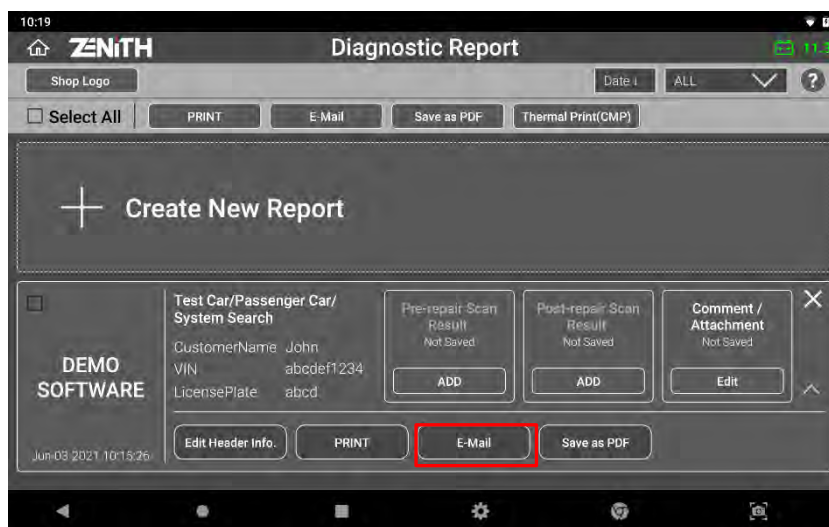 10:19
ZENITH Diagnostic Report 11.3
Shop Logo Date ↓ ALL ?
Select All PRINT E-Mail Save as PDF Thermal Print(CMP)
Create New Report
DEMO
SOFTWARE
Jun-03-2021 10:15:26
Test Car/Passenger Car/
System Search
CustomerName John
VIN abcdef1234
LicensePlate abcd
Pre-repair Scan
Result
Not Saved
ADD
Post-repair Scan
Result
Not Saved
ADD
Comment /
Attachment
Not Saved
Edit
Edit Header Info. PRINT E-Mail Save as PDF